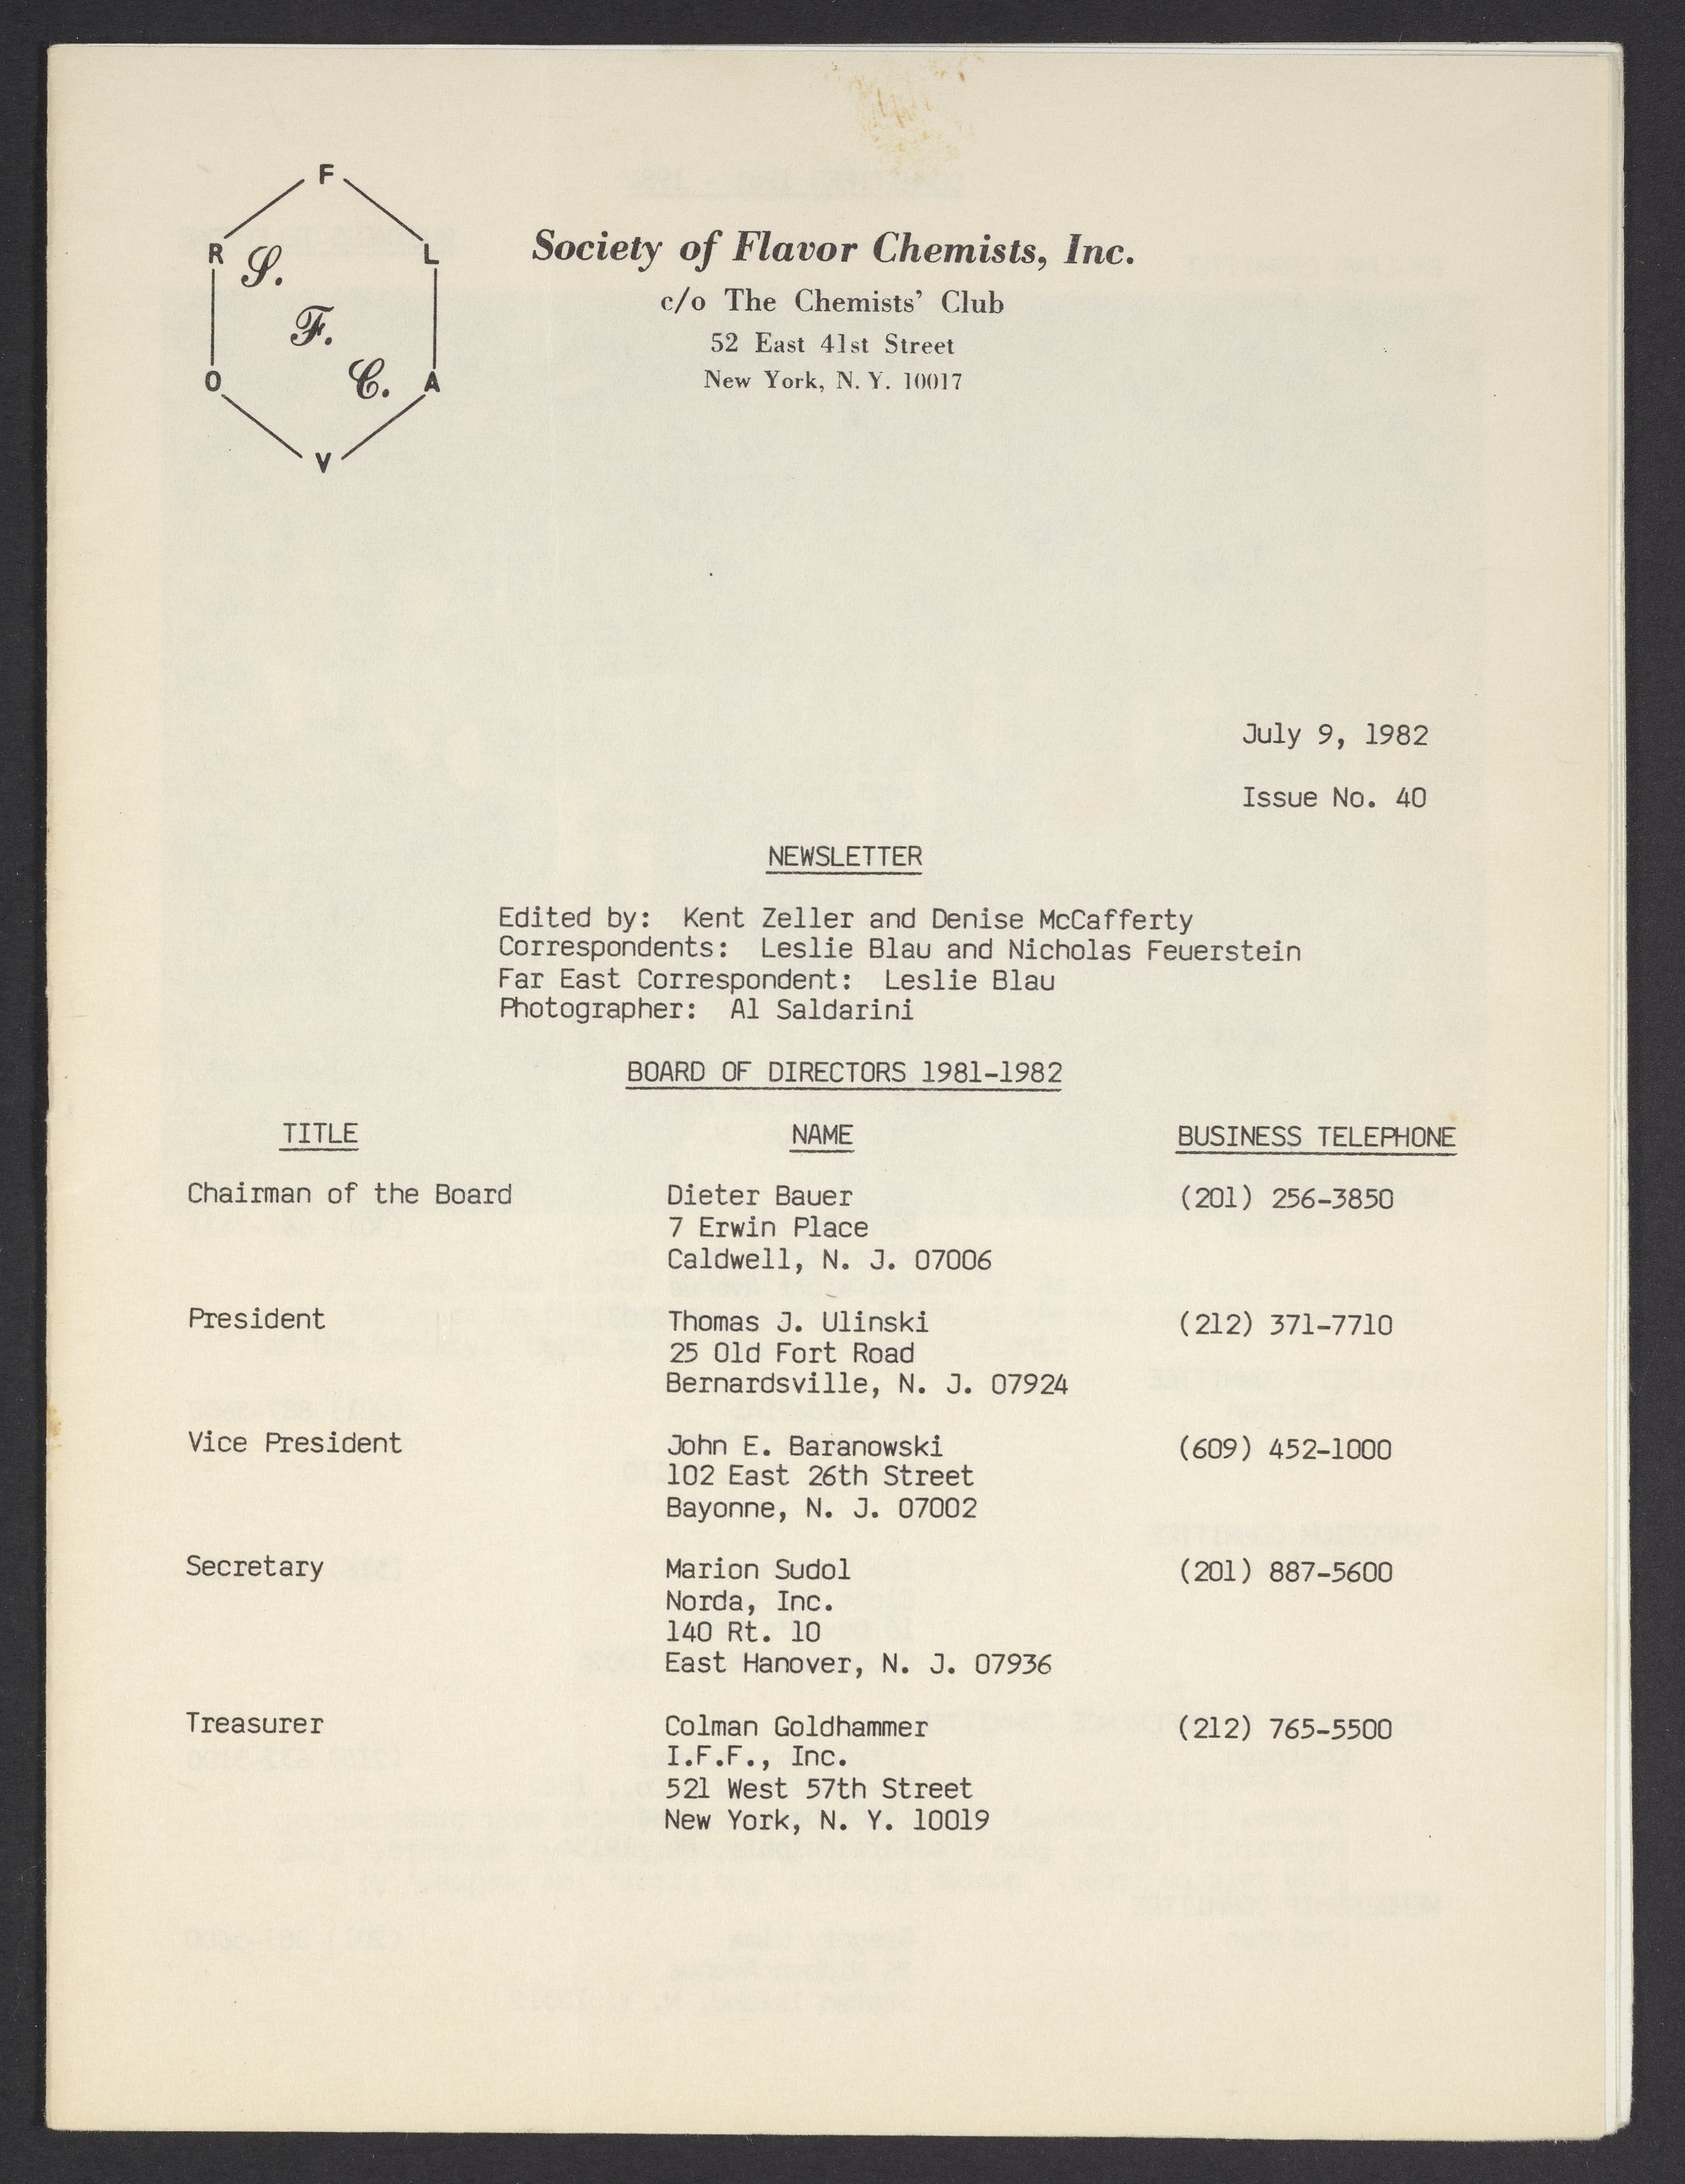 F
R L
S.
F.
C.
O A
V
Society of Flavor Chemists, Inc.
c/o The Chemists' Club
52 East 41st Street
New York, N. Y. 10017
July 9, 1982
Issue No. 40
NEWSLETTER
Edited by: Kent Zeller and Denise McCafferty
Correspondents: Leslie Blau and Nicholas Feuerstein
Far East Correspondent: Leslie Blau
Photographer: Al Saldarini
BOARD OF DIRECTORS 1981-1982
TITLE NAME BUSINESS TELEPHONE
Chairman of the Board Dieter Bauer (201) 256-3850
7 Erwin Place
Caldwell, N. J. 07006
President Thomas J. Ulinski (212) 371-7710
25 Old Fort Road
Bernardsville, N. J. 07924
Vice President John E. Baranowski (609) 452-1000
102 East 26th Street
Bayonne, N. J. 07002
Secretary Marion Sudol (201) 887-5600
Norda, Inc.
140 Rt. 10
East Hanover, N. J. 07936
Treasurer Colman Goldhammer (212) 765-5500
I.F.F., Inc.
521 West 57th Street
New York, N. Y. 10019